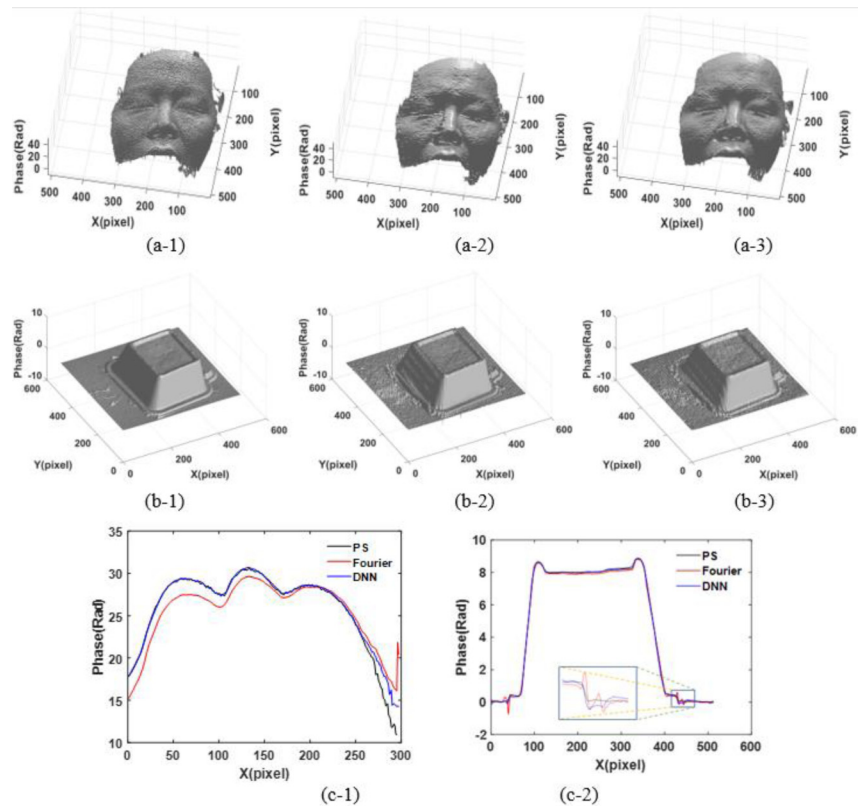 Phase(Rad)
40
20
0
500
400
300
200
100
X(pixel)
100
200
300
400
500
Y(pixel)
(a-1)
Phase(Rad)
40
20
0
500
400
300
200
100
X(pixel)
100
200
300
400
500
Y(pixel)
(a-2)
Phase(Rad)
40
20
0
500
400
300
200
100
X(pixel)
100
200
300
400
500
Y(pixel)
(a-3)
Phase(Rad)
10
0
-10
600
400
200
0
Y(pixel)
0
200
400
600
X(pixel)
(b-1)
Phase(Rad)
10
0
-10
600
400
200
0
Y(pixel)
0
200
400
600
X(pixel)
(b-2)
Phase(Rad)
10
0
-10
600
400
200
0
Y(pixel)
0
200
400
600
X(pixel)
(b-3)
Phase(Rad)
35
30
25
20
15
10
0
50
100
150
200
250
300
X(pixel)
PS
Fourier
DNN
(c-1)
Phase(Rad)
10
8
6
4
2
0
-2
0
100
200
300
400
500
600
X(pixel)
PS
Fourier
DNN
(c-2)